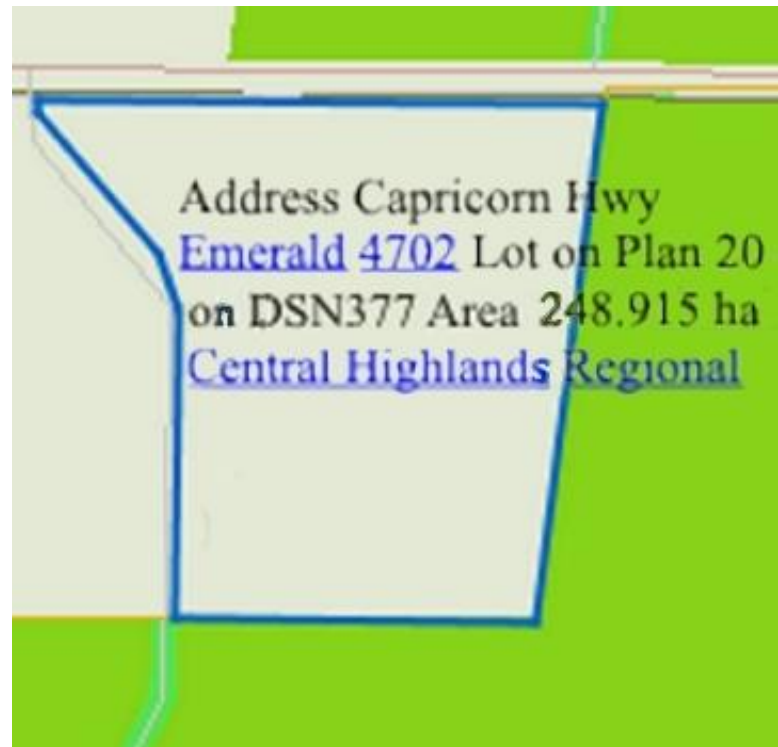 Address Capricorn Hwy
Emerald 4702 Lot on Plan 20
on DSN377 Area 248.915 ha
Central Highlands Regional